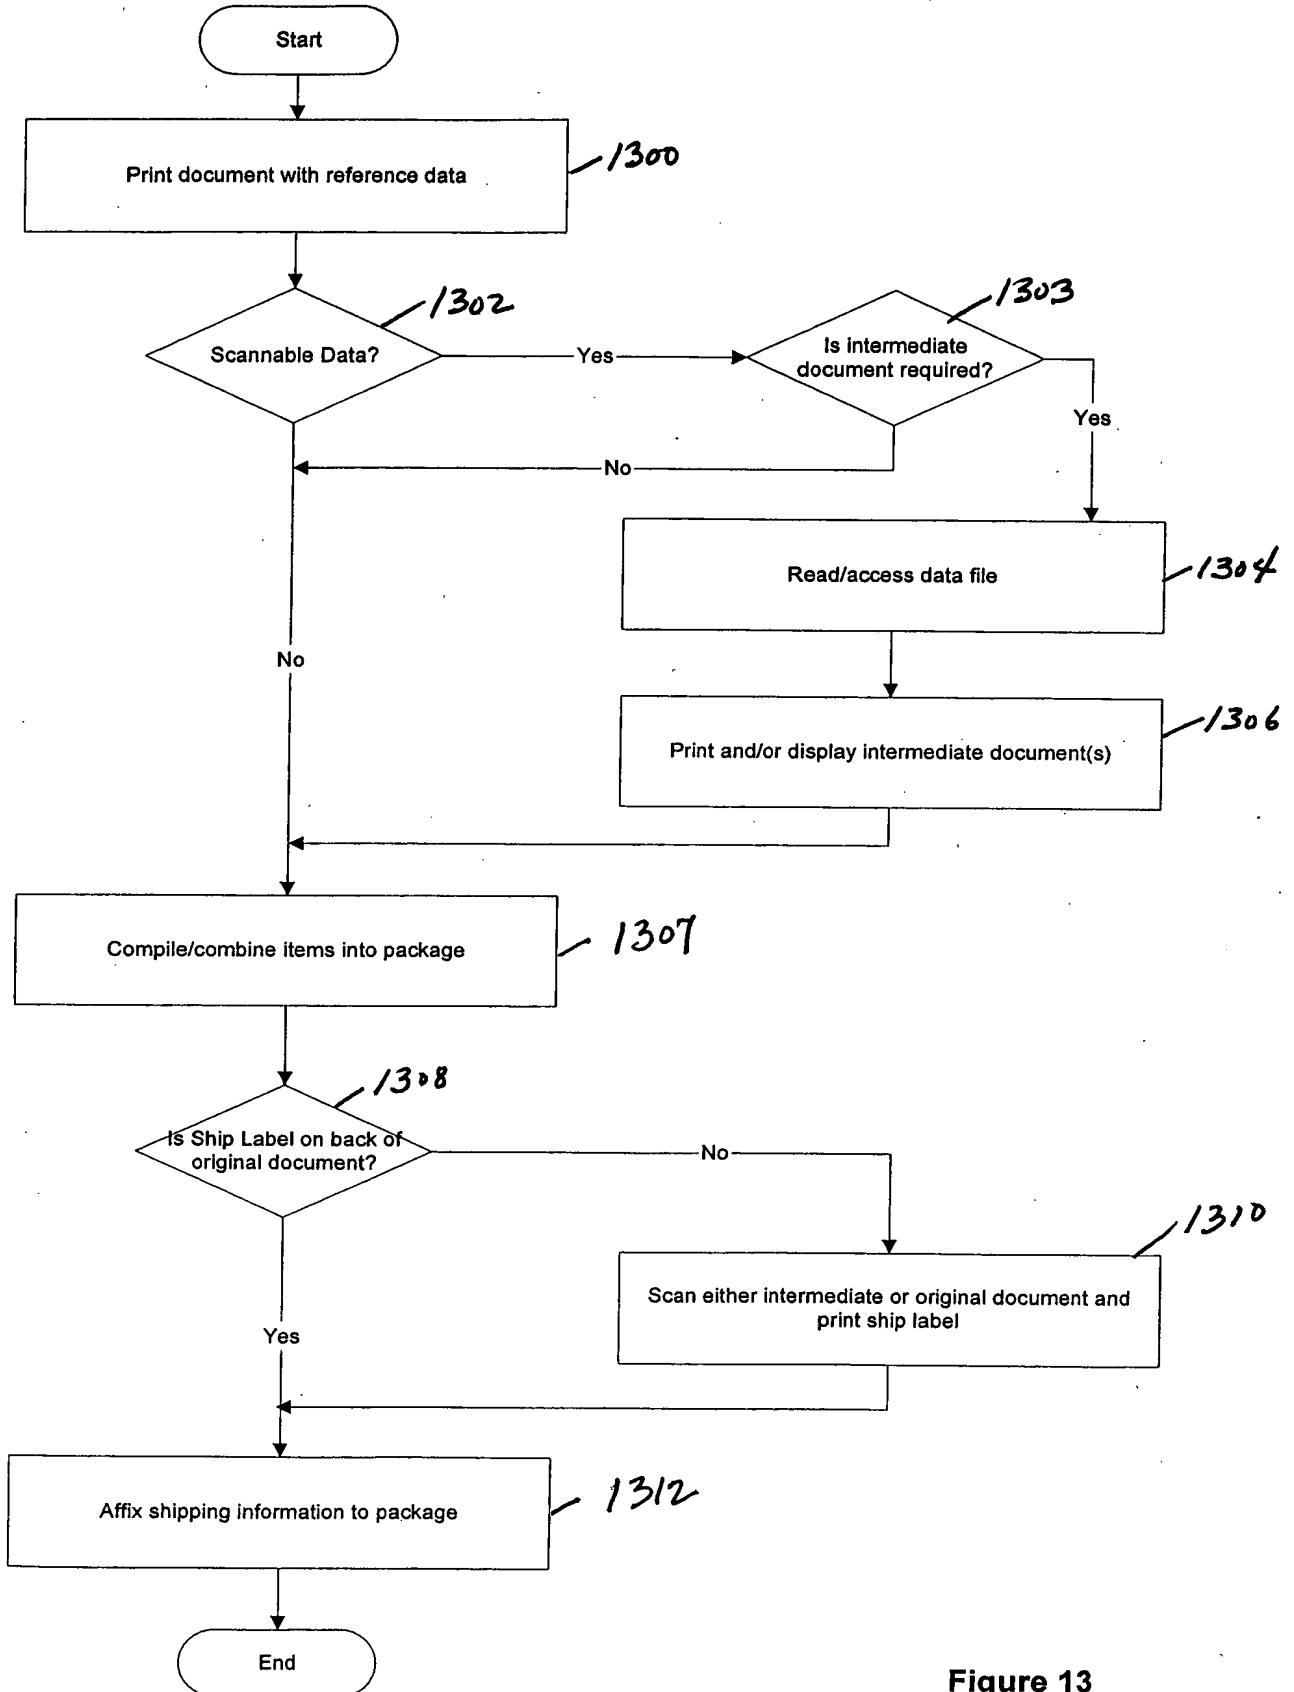 Start
Print document with reference data
1300
Scannable Data?
1302
Yes
Is intermediate
document required?
1303
Yes
No
Read/access data file
1304
No
Print and/or display intermediate document(s)
1306
Compile/combine items into package
1307
Is Ship Label on back of
original document?
1308
No
Scan either intermediate or original document and
print ship label
1310
Yes
Affix shipping information to package
1312
End
Figure 13